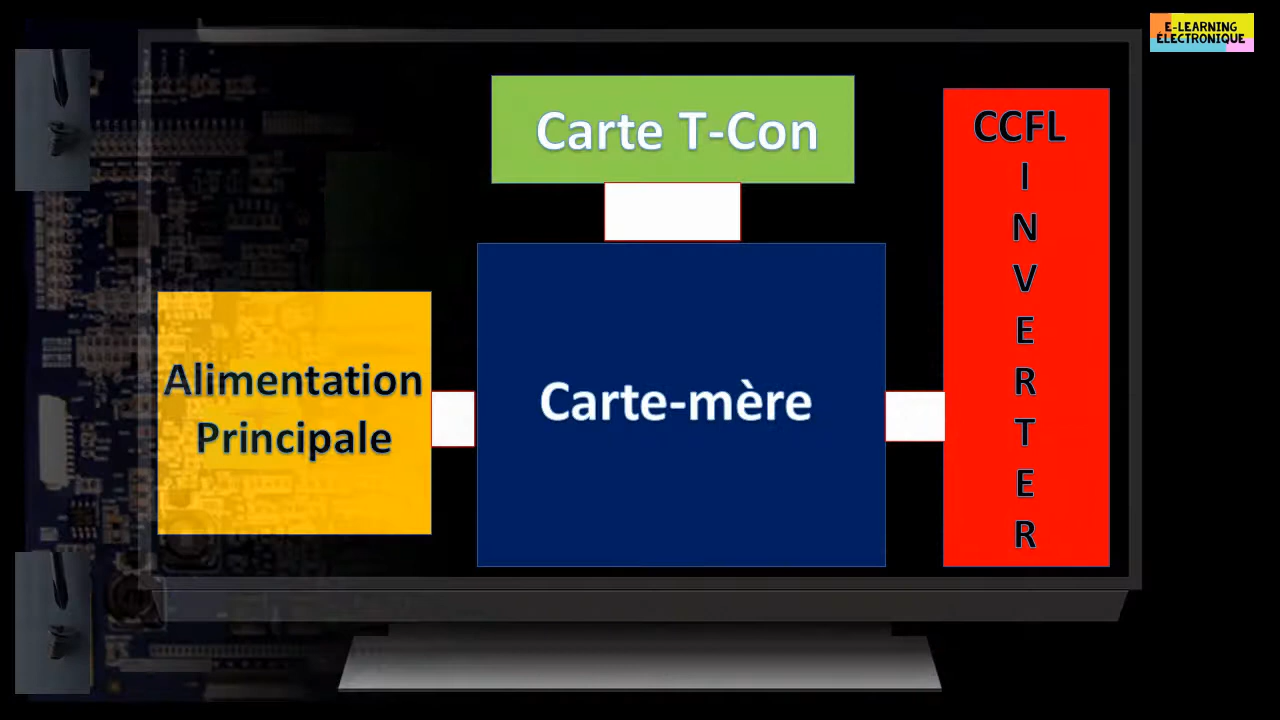 E-LEARNING
ÉLECTRONIQUE
Carte T-Con
CCFL
I
N
V
E
R
T
E
R
Alimentation
Principale
Carte-mère